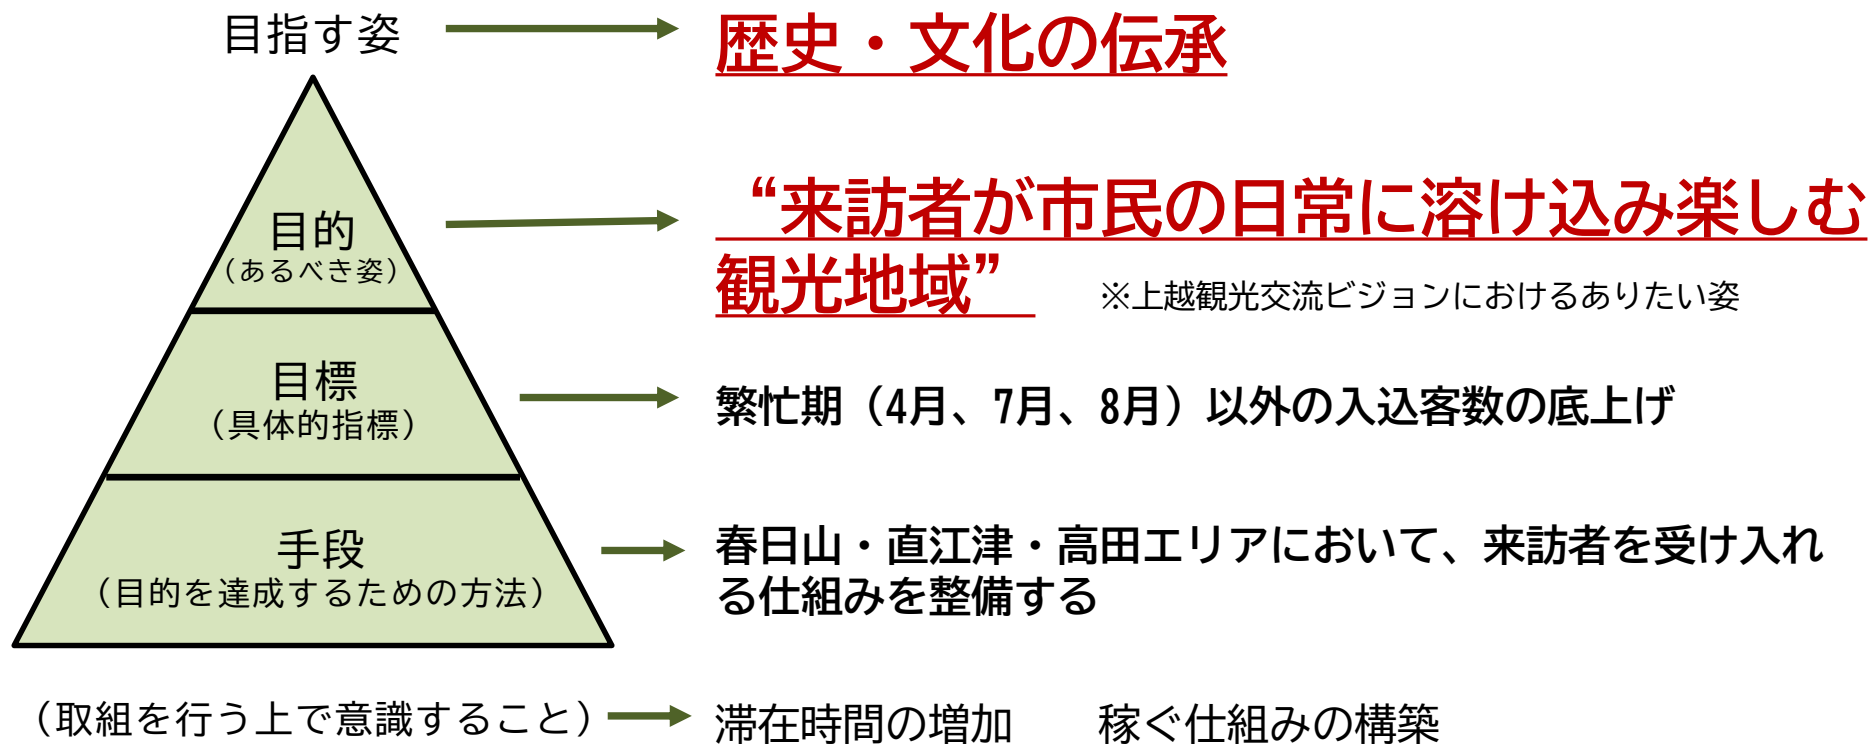 目指す姿
歴史・文化の伝承
目的
（あるべき姿）
“来訪者が市民の日常に溶け込み楽しむ
観光地域”
※上越観光交流ビジョンにおけるありたい姿
目標
（具体的指標）
繁忙期（4月、7月、8月）以外の入込客数の底上げ
手段
（目的を達成するための方法）
春日山・直江津・高田エリアにおいて、来訪者を受け入れ
る仕組みを整備する
（取組を行う上で意識すること）
滞在時間の増加　　稼ぐ仕組みの構築